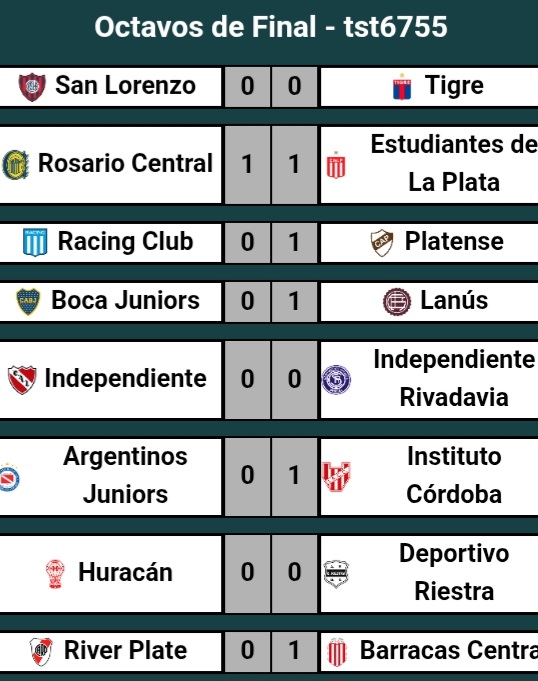 Octavos de Final - tst6755
San Lorenzo 0 0 Tigre
Rosario Central 1 1 Estudiantes de
La Plata
Racing Club 0 1 Platense
Boca Juniors 0 1 Lanús
Independiente 0 0 Independiente
Rivadavia
Argentinos
Juniors 0 1 Instituto
Córdoba
Huracán 0 0 Deportivo
Riestra
River Plate 0 1 Barracas Centra